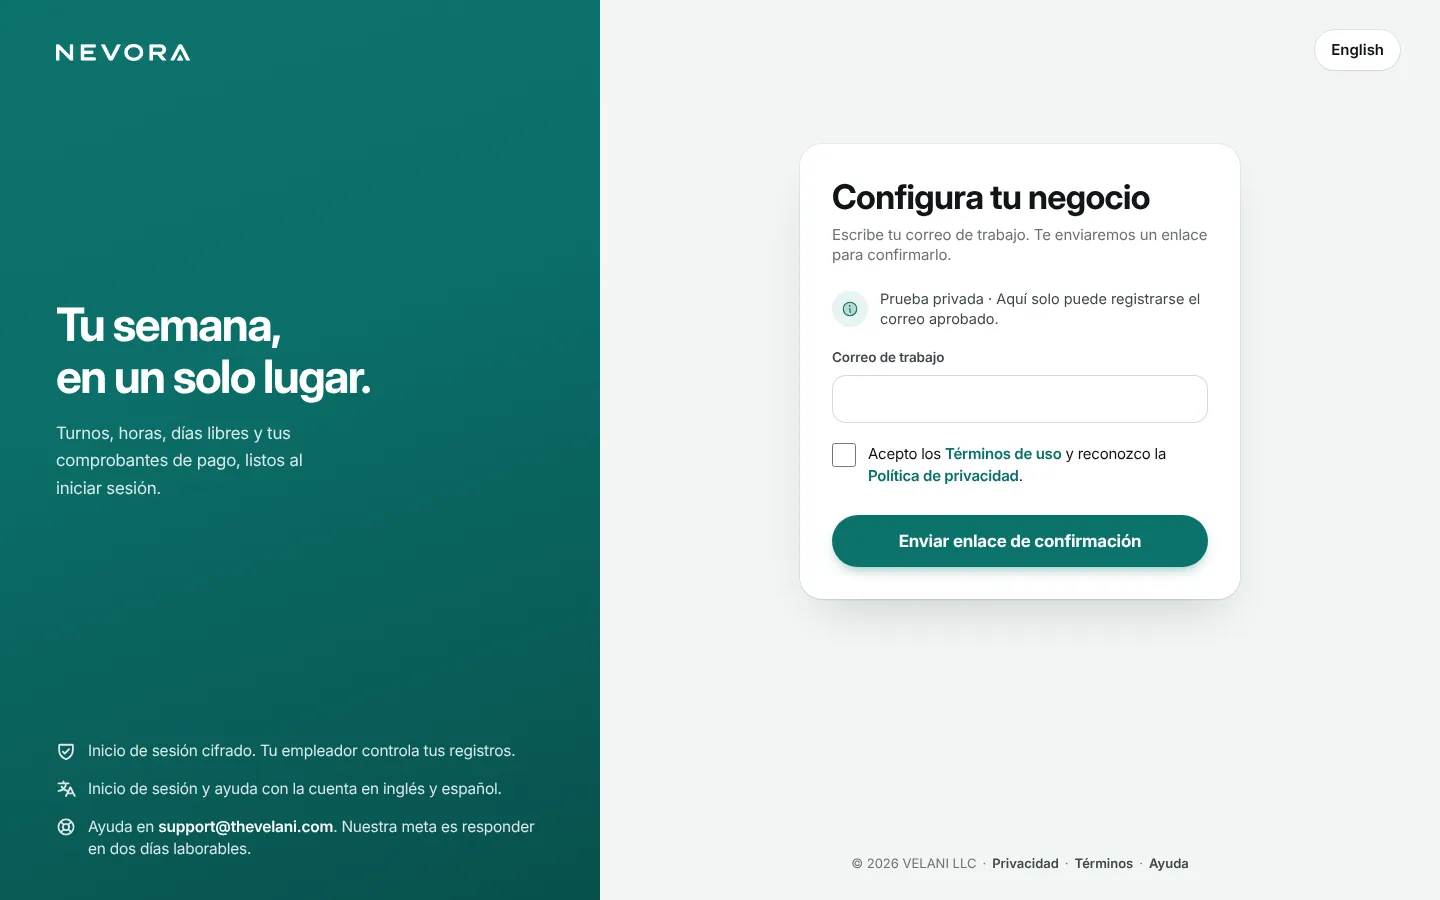 NEVORA
English
Tu semana,
en un solo lugar.
Turnos, horas, días libres y tus
comprobantes de pago, listos al
iniciar sesión.
Inicio de sesión cifrado. Tu empleador controla tus registros.
Inicio de sesión y ayuda con la cuenta en inglés y español.
Ayuda en support@thevelani.com. Nuestra meta es responder
en dos días laborables.
Configura tu negocio
Escribe tu correo de trabajo. Te enviaremos un enlace
para confirmarlo.
Prueba privada · Aquí solo puede registrarse el
correo aprobado.
Correo de trabajo
Acepto los Términos de uso y reconozco la
Política de privacidad.
Enviar enlace de confirmación
© 2026 VELANI LLC · Privacidad · Términos · Ayuda